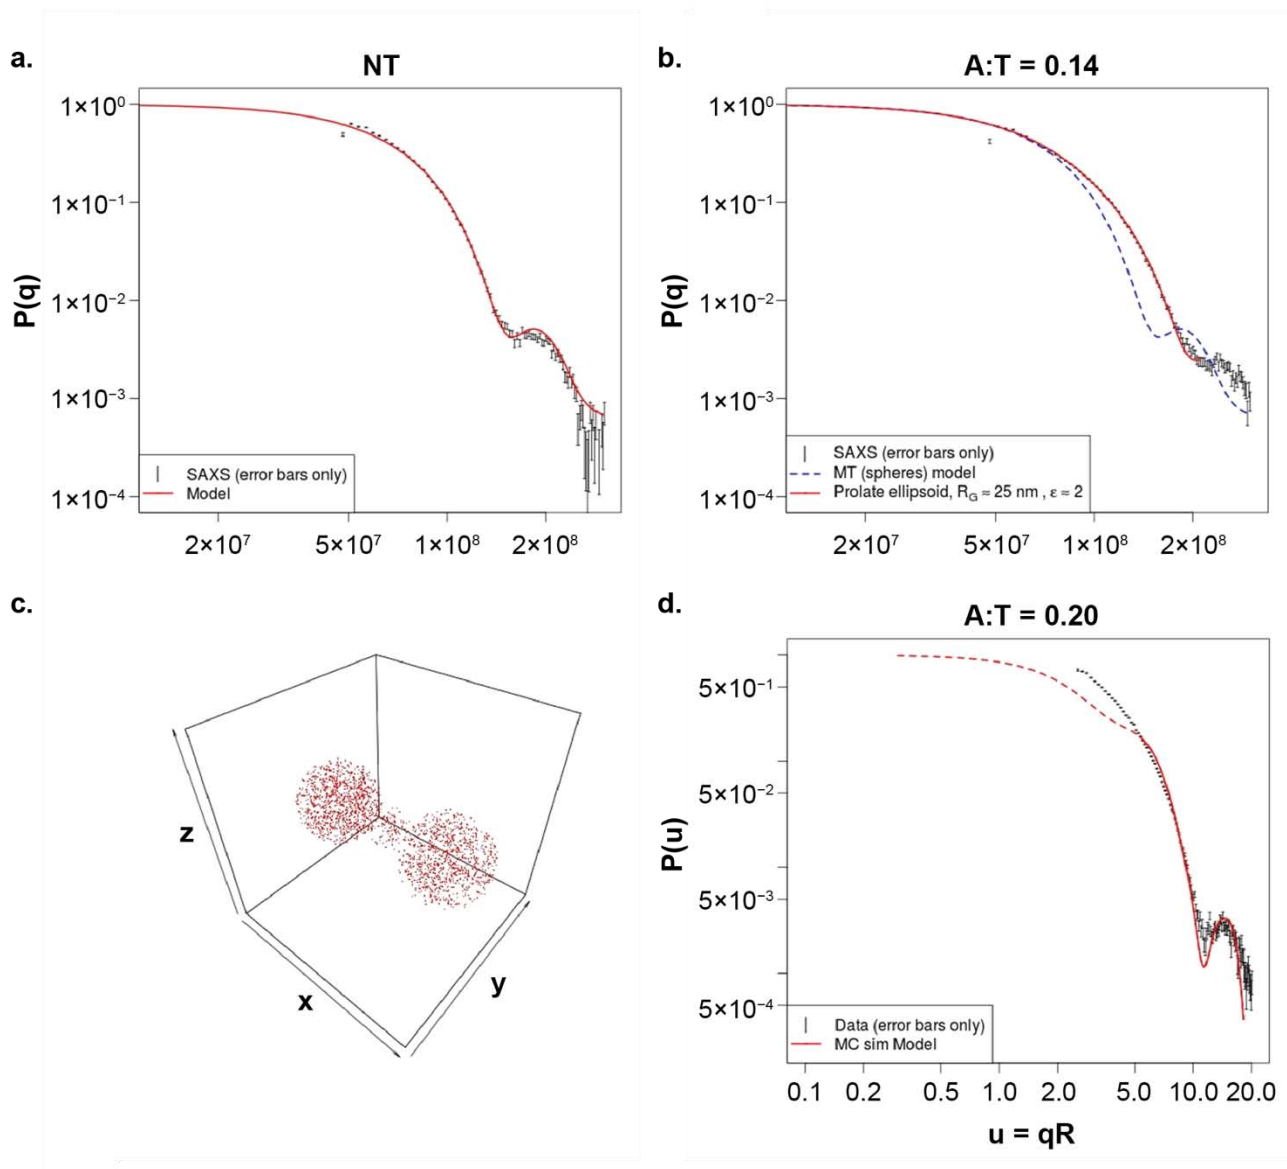 a.
NT
P(q)
1×10⁰
1×10⁻¹
1×10⁻²
1×10⁻³
1×10⁻⁴
SAXS (error bars only)
Model
2×10⁷ 5×10⁷ 1×10⁸ 2×10⁸
b.
A:T = 0.14
P(q)
1×10⁰
1×10⁻¹
1×10⁻²
1×10⁻³
1×10⁻⁴
SAXS (error bars only)
MT (spheres) model
Prolate ellipsoid, R_G ≈ 25 nm , ε ≈ 2
2×10⁷ 5×10⁷ 1×10⁸ 2×10⁸
c.
z
x
y
d.
A:T = 0.20
P(u)
5×10⁻¹
5×10⁻²
5×10⁻³
5×10⁻⁴
Data (error bars only)
MC sim Model
0.1 0.2 0.5 1.0 2.0 5.0 10.0 20.0
u = qR